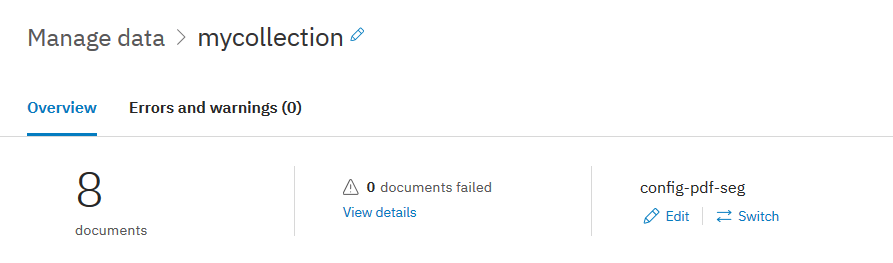 Manage data > mycollection
Overview Errors and warnings (0)
8
documents
0 documents failed
View details
config-pdf-seg
Edit Switch